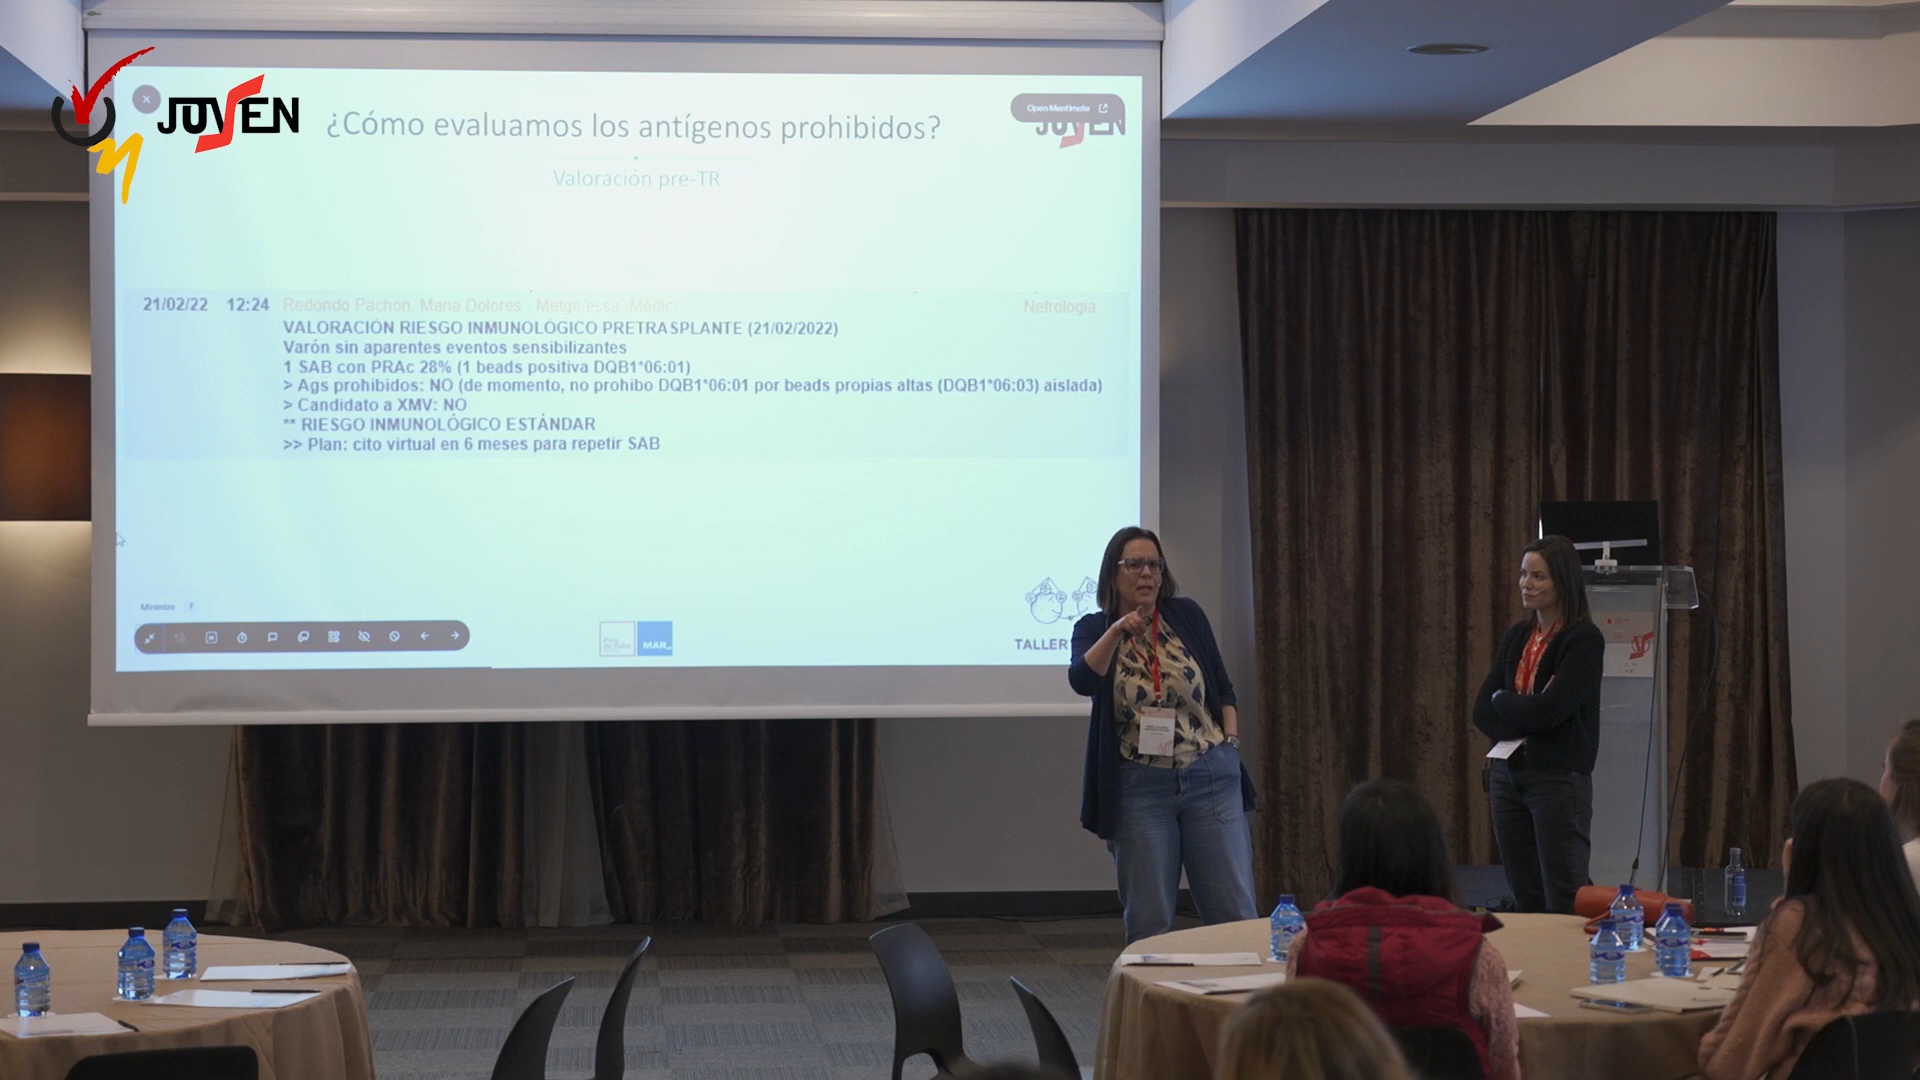 JOVEN
¿Cómo evaluamos los antígenos prohibidos?
Open Mentimote
JOVEN
Valoración pre-TR
21/02/22 12:24 Redondo Pachon, Maria Dolores - Metge/essa (Mèdic) Nefrologia
VALORACIÓN RIESGO INMUNOLÓGICO PRETRASPLANTE (21/02/2022)
Varón sin aparentes eventos sensibilizantes
1 SAB con PRAc 28% (1 beads positiva DQB1*06:01)
> Ags prohibidos: NO (de momento, no prohibo DQB1*06:01 por beads propias altas (DQB1*06:03) aislada)
> Candidato a XMV: NO
** RIESGO INMUNOLÓGICO ESTÁNDAR
>> Plan: cito virtual en 6 meses para repetir SAB
Minimize F
MAR
TALLER